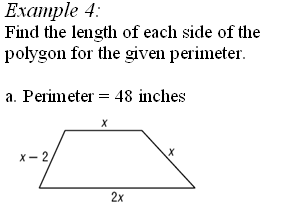 Example 4:
Find the length of each side of the
polygon for the given perimeter.
a. Perimeter = 48 inches
x
x – 2
x
2x